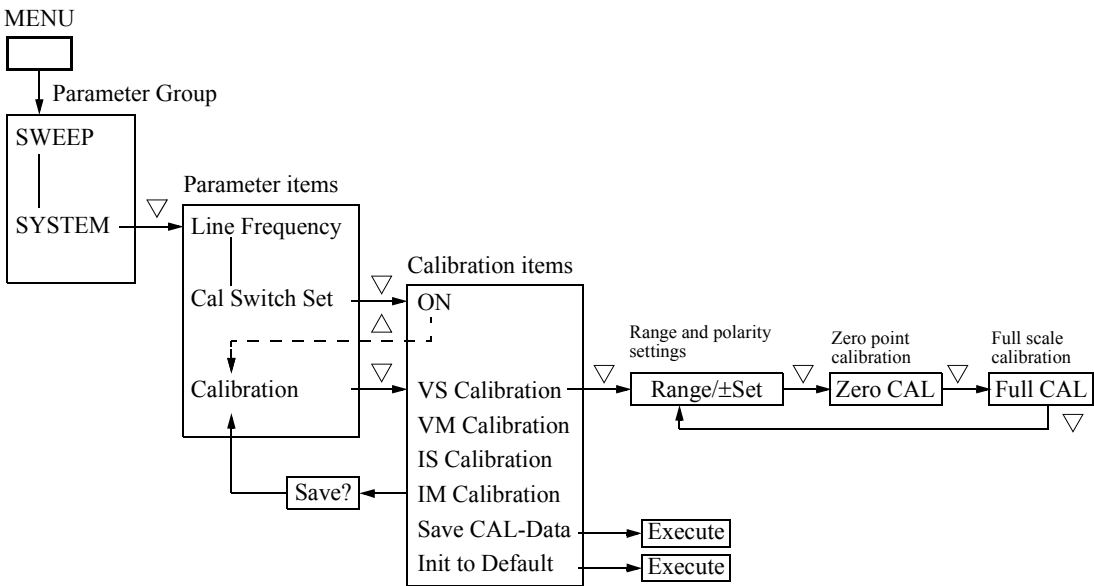 MENU
Parameter Group
SWEEP
SYSTEM
▽
Parameter items
Line Frequency
Cal Switch Set
Calibration
▽
△
▽
Calibration items
ON
VS Calibration
VM Calibration
IS Calibration
IM Calibration
Save CAL-Data
Init to Default
Save?
Execute
Execute
▽
Range and polarity
settings
Range/±Set
▽
Zero point
calibration
Zero CAL
▽
Full scale
calibration
Full CAL
▽